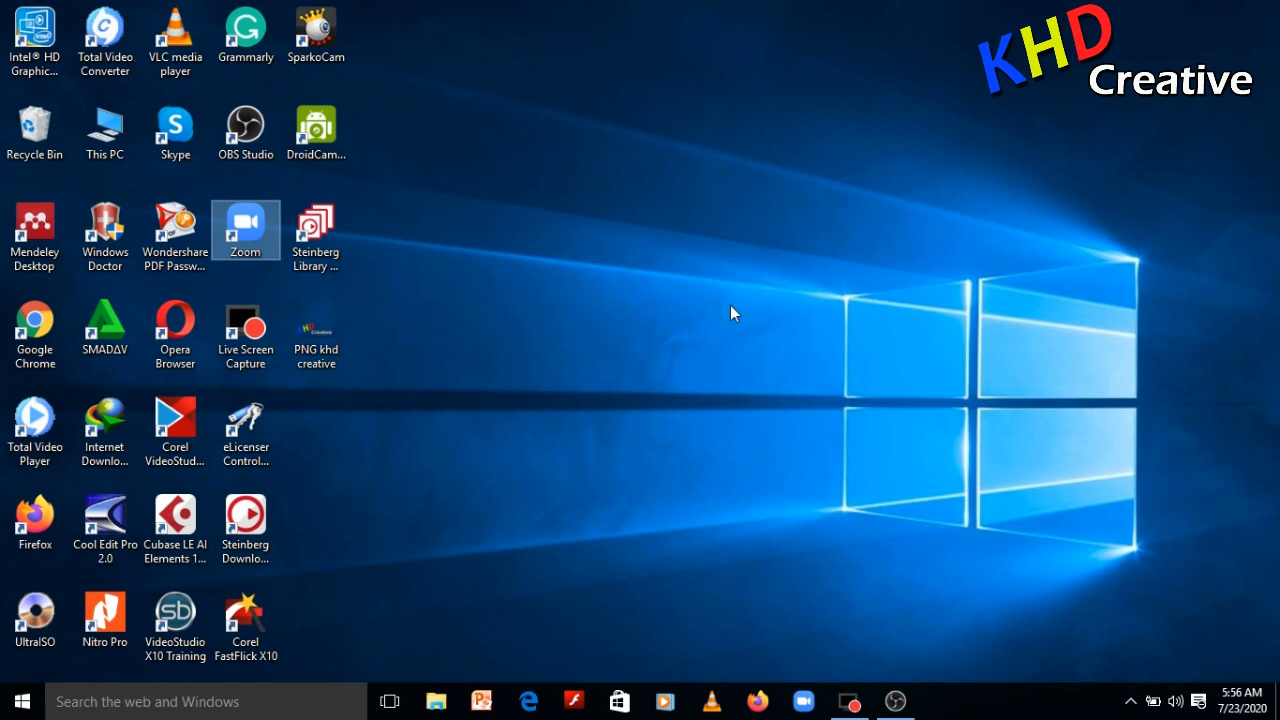 KHD
Creative
Intel® HD
Graphic...
Total Video
Converter
VLC media
player
Grammarly
SparkoCam
Recycle Bin
This PC
Skype
OBS Studio
DroidCam...
Mendeley
Desktop
Windows
Doctor
Wondershare
PDF Passw...
Zoom
Steinberg
Library ...
Google
Chrome
SMADΔV
Opera
Browser
Live Screen
Capture
PNG khd
creative
Total Video
Player
Internet
Downlo...
Corel
VideoStud...
eLicenser
Control...
Firefox
Cool Edit Pro
2.0
Cubase LE AI
Elements 1...
Steinberg
Downlo...
UltraISO
Nitro Pro
VideoStudio
X10 Training
Corel
FastFlick X10
Search the web and Windows
5:56 AM
7/23/2020